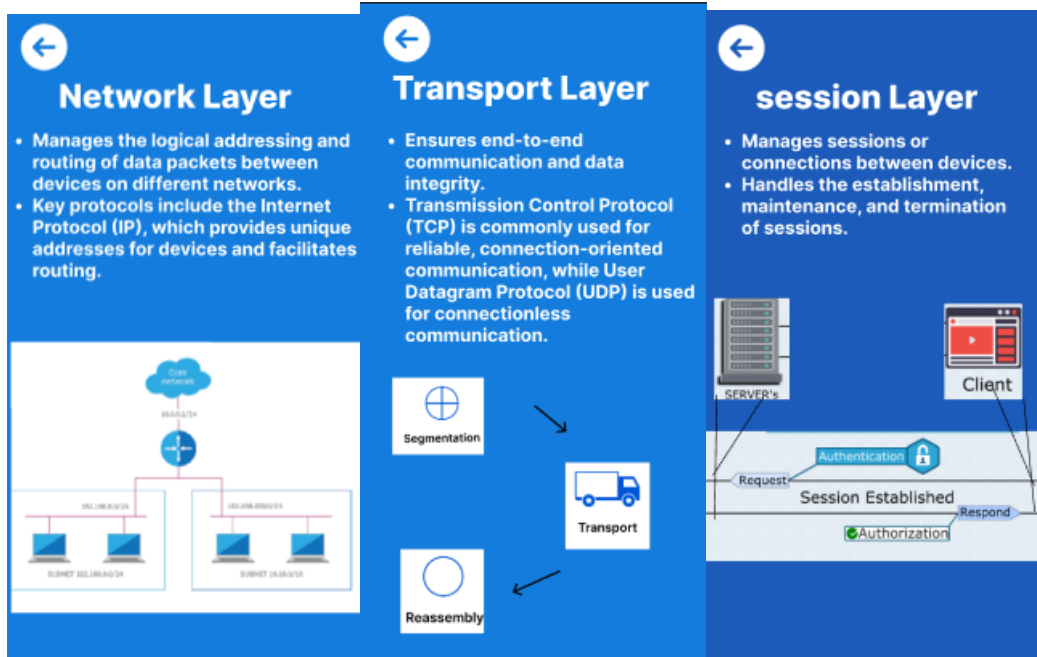 Network Layer
• Manages the logical addressing and
routing of data packets between
devices on different networks.
• Key protocols include the Internet
Protocol (IP), which provides unique
addresses for devices and facilitates
routing.
Core
network
Transport Layer
• Ensures end-to-end
communication and data
integrity.
• Transmission Control Protocol
(TCP) is commonly used for
reliable, connection-oriented
communication, while User
Datagram Protocol (UDP) is used
for connectionless
communication.
Segmentation
Transport
Reassembly
session Layer
• Manages sessions or
connections between devices.
• Handles the establishment,
maintenance, and termination
of sessions.
SERVER's
Client
Authentication
Request
Session Established
Respond
Authorization